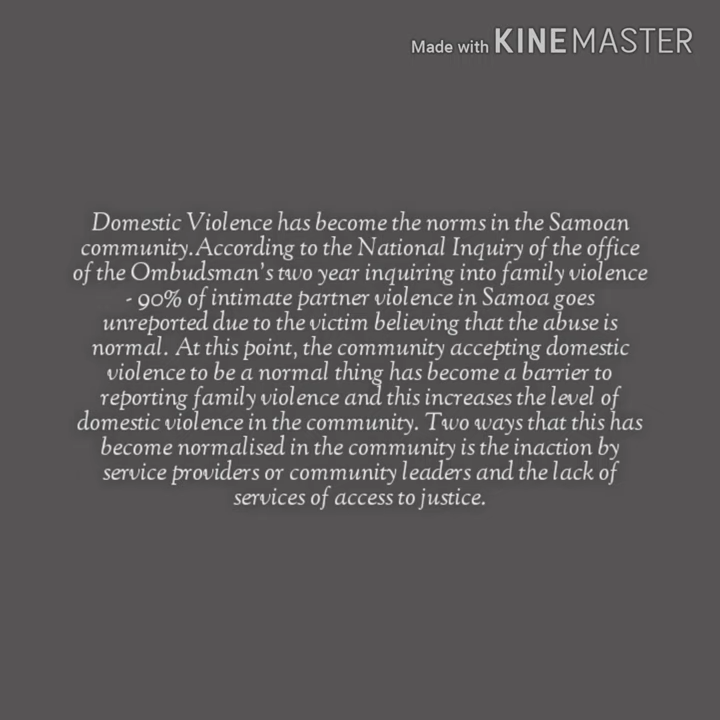 Made with KINEMASTER
Domestic Violence has become the norms in the Samoan
community.According to the National Inquiry of the office
of the Ombudsman's two year inquiring into family violence
- 90% of intimate partner violence in Samoa goes
unreported due to the victim believing that the abuse is
normal. At this point, the community accepting domestic
violence to be a normal thing has become a barrier to
reporting family violence and this increases the level of
domestic violence in the community. Two ways that this has
become normalised in the community is the inaction by
service providers or community leaders and the lack of
services of access to justice.